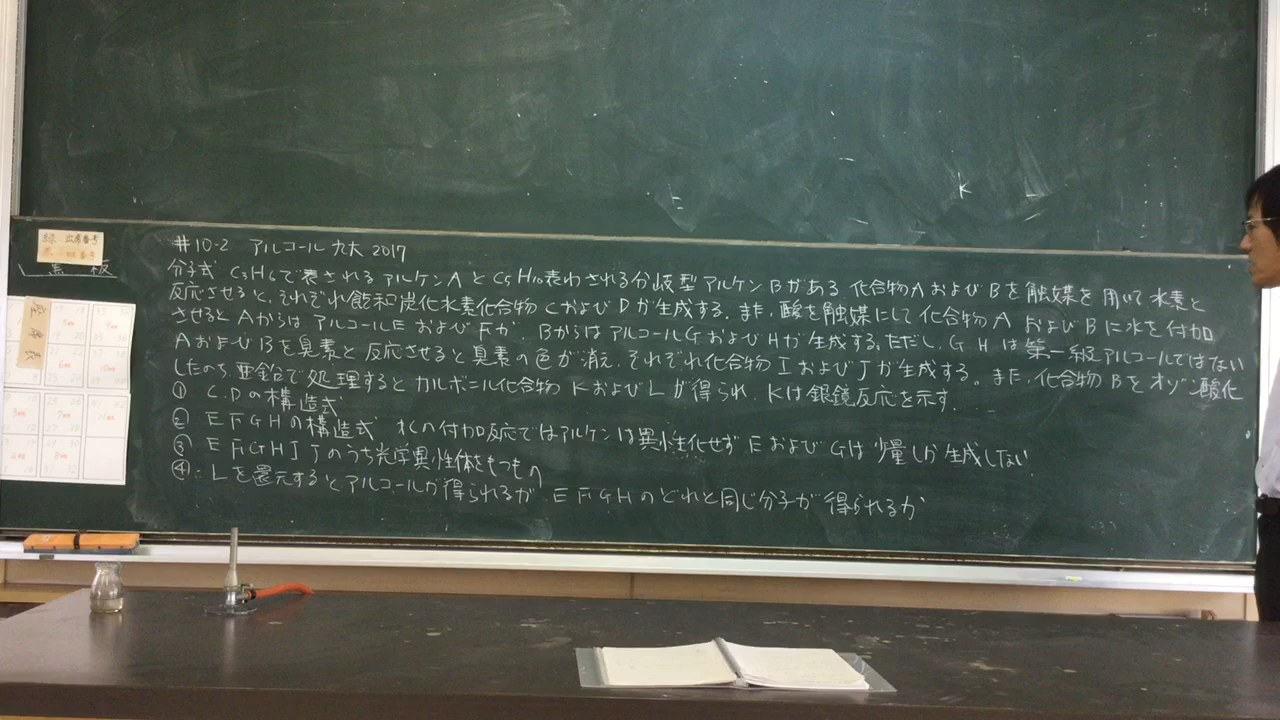 緑 出席番号
黒板
座席表
#10-2 アルコール 九大 2017
分子式 C3H6で表されるアルケンAとC5H10表わされる分岐型アルケンBがある 化合物AおよびBを触媒を用いて水素と
反応させると、それぞれ飽和炭化水素化合物CおよびDが生成する。また、酸を触媒にして化合物AおよびBに水を付加
させるとAからはアルコールEおよびFが Bからはアルコール GおよびHが生成する。ただし、G Hは第一級アルコールではない
AおよびBを臭素と反応させると臭素の色が消え、それぞれ化合物IおよびJが生成する。また、化合物Bをオゾン酸化
したのち亜鉛で処理するとカルボニル化合物KおよびLが得られ、Kは銀鏡反応を示す.
① C.Dの構造式
② E F G Hの構造式 水の付加反応ではアルケンは異性化せずEおよびGは少量しか生成しない
③ E F G H I Jのうち光学異性体をもつもの
④. Lを還元するとアルコールが得られるが、E F G Hのどれと同じ分子が得られるか